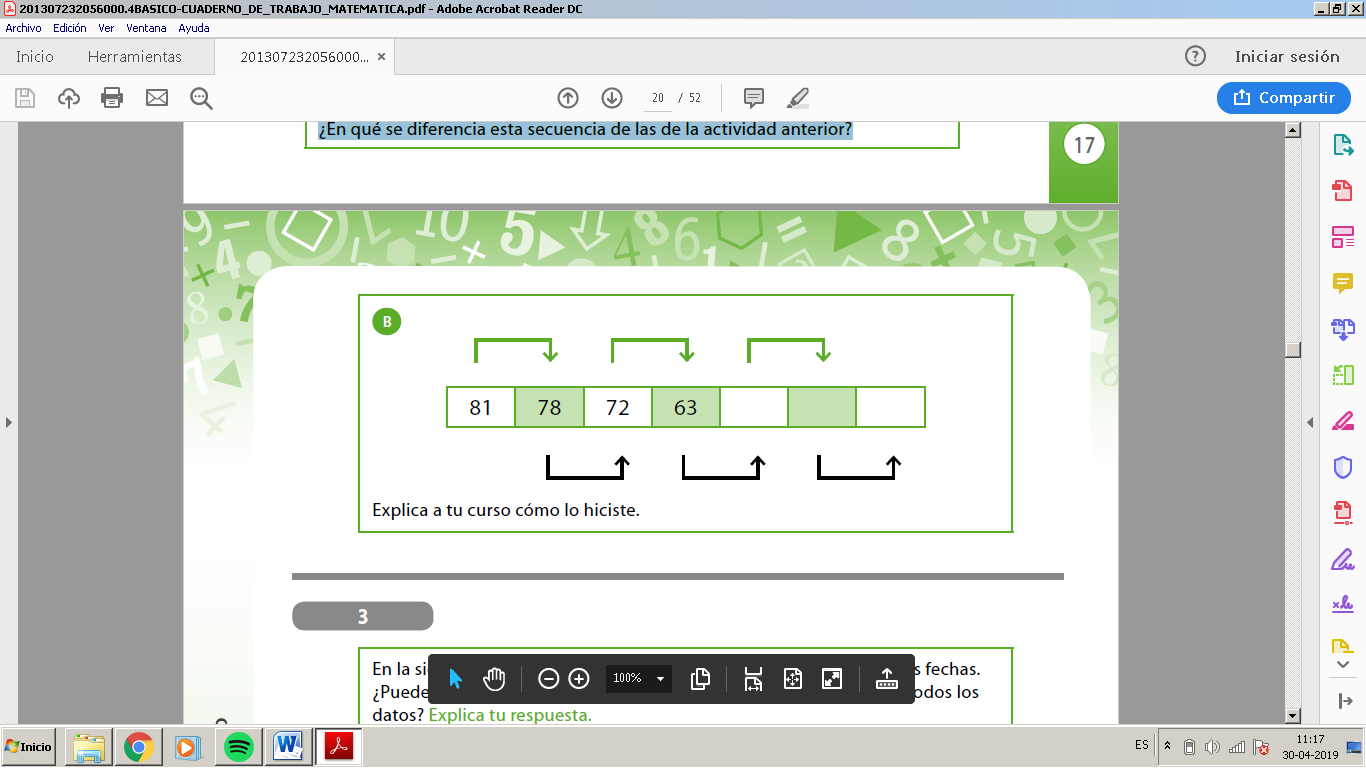 201307232056000.4BASICO-CUADERNO_DE_TRABAJO_MATEMATICA.pdf - Adobe Acrobat Reader DC
Archivo Edición Ver Ventana Ayuda
Inicio Herramientas 201307232056000... ×
Iniciar sesión
20 / 52
Compartir
¿En qué se diferencia esta secuencia de las de la actividad anterior?
17
B
81 78 72 63
Explica a tu curso cómo lo hiciste.
3
En la fechas.
¿Puede odos los
datos? Explica tu respuesta.
100%
Inicio
ES
11:17
30-04-2019